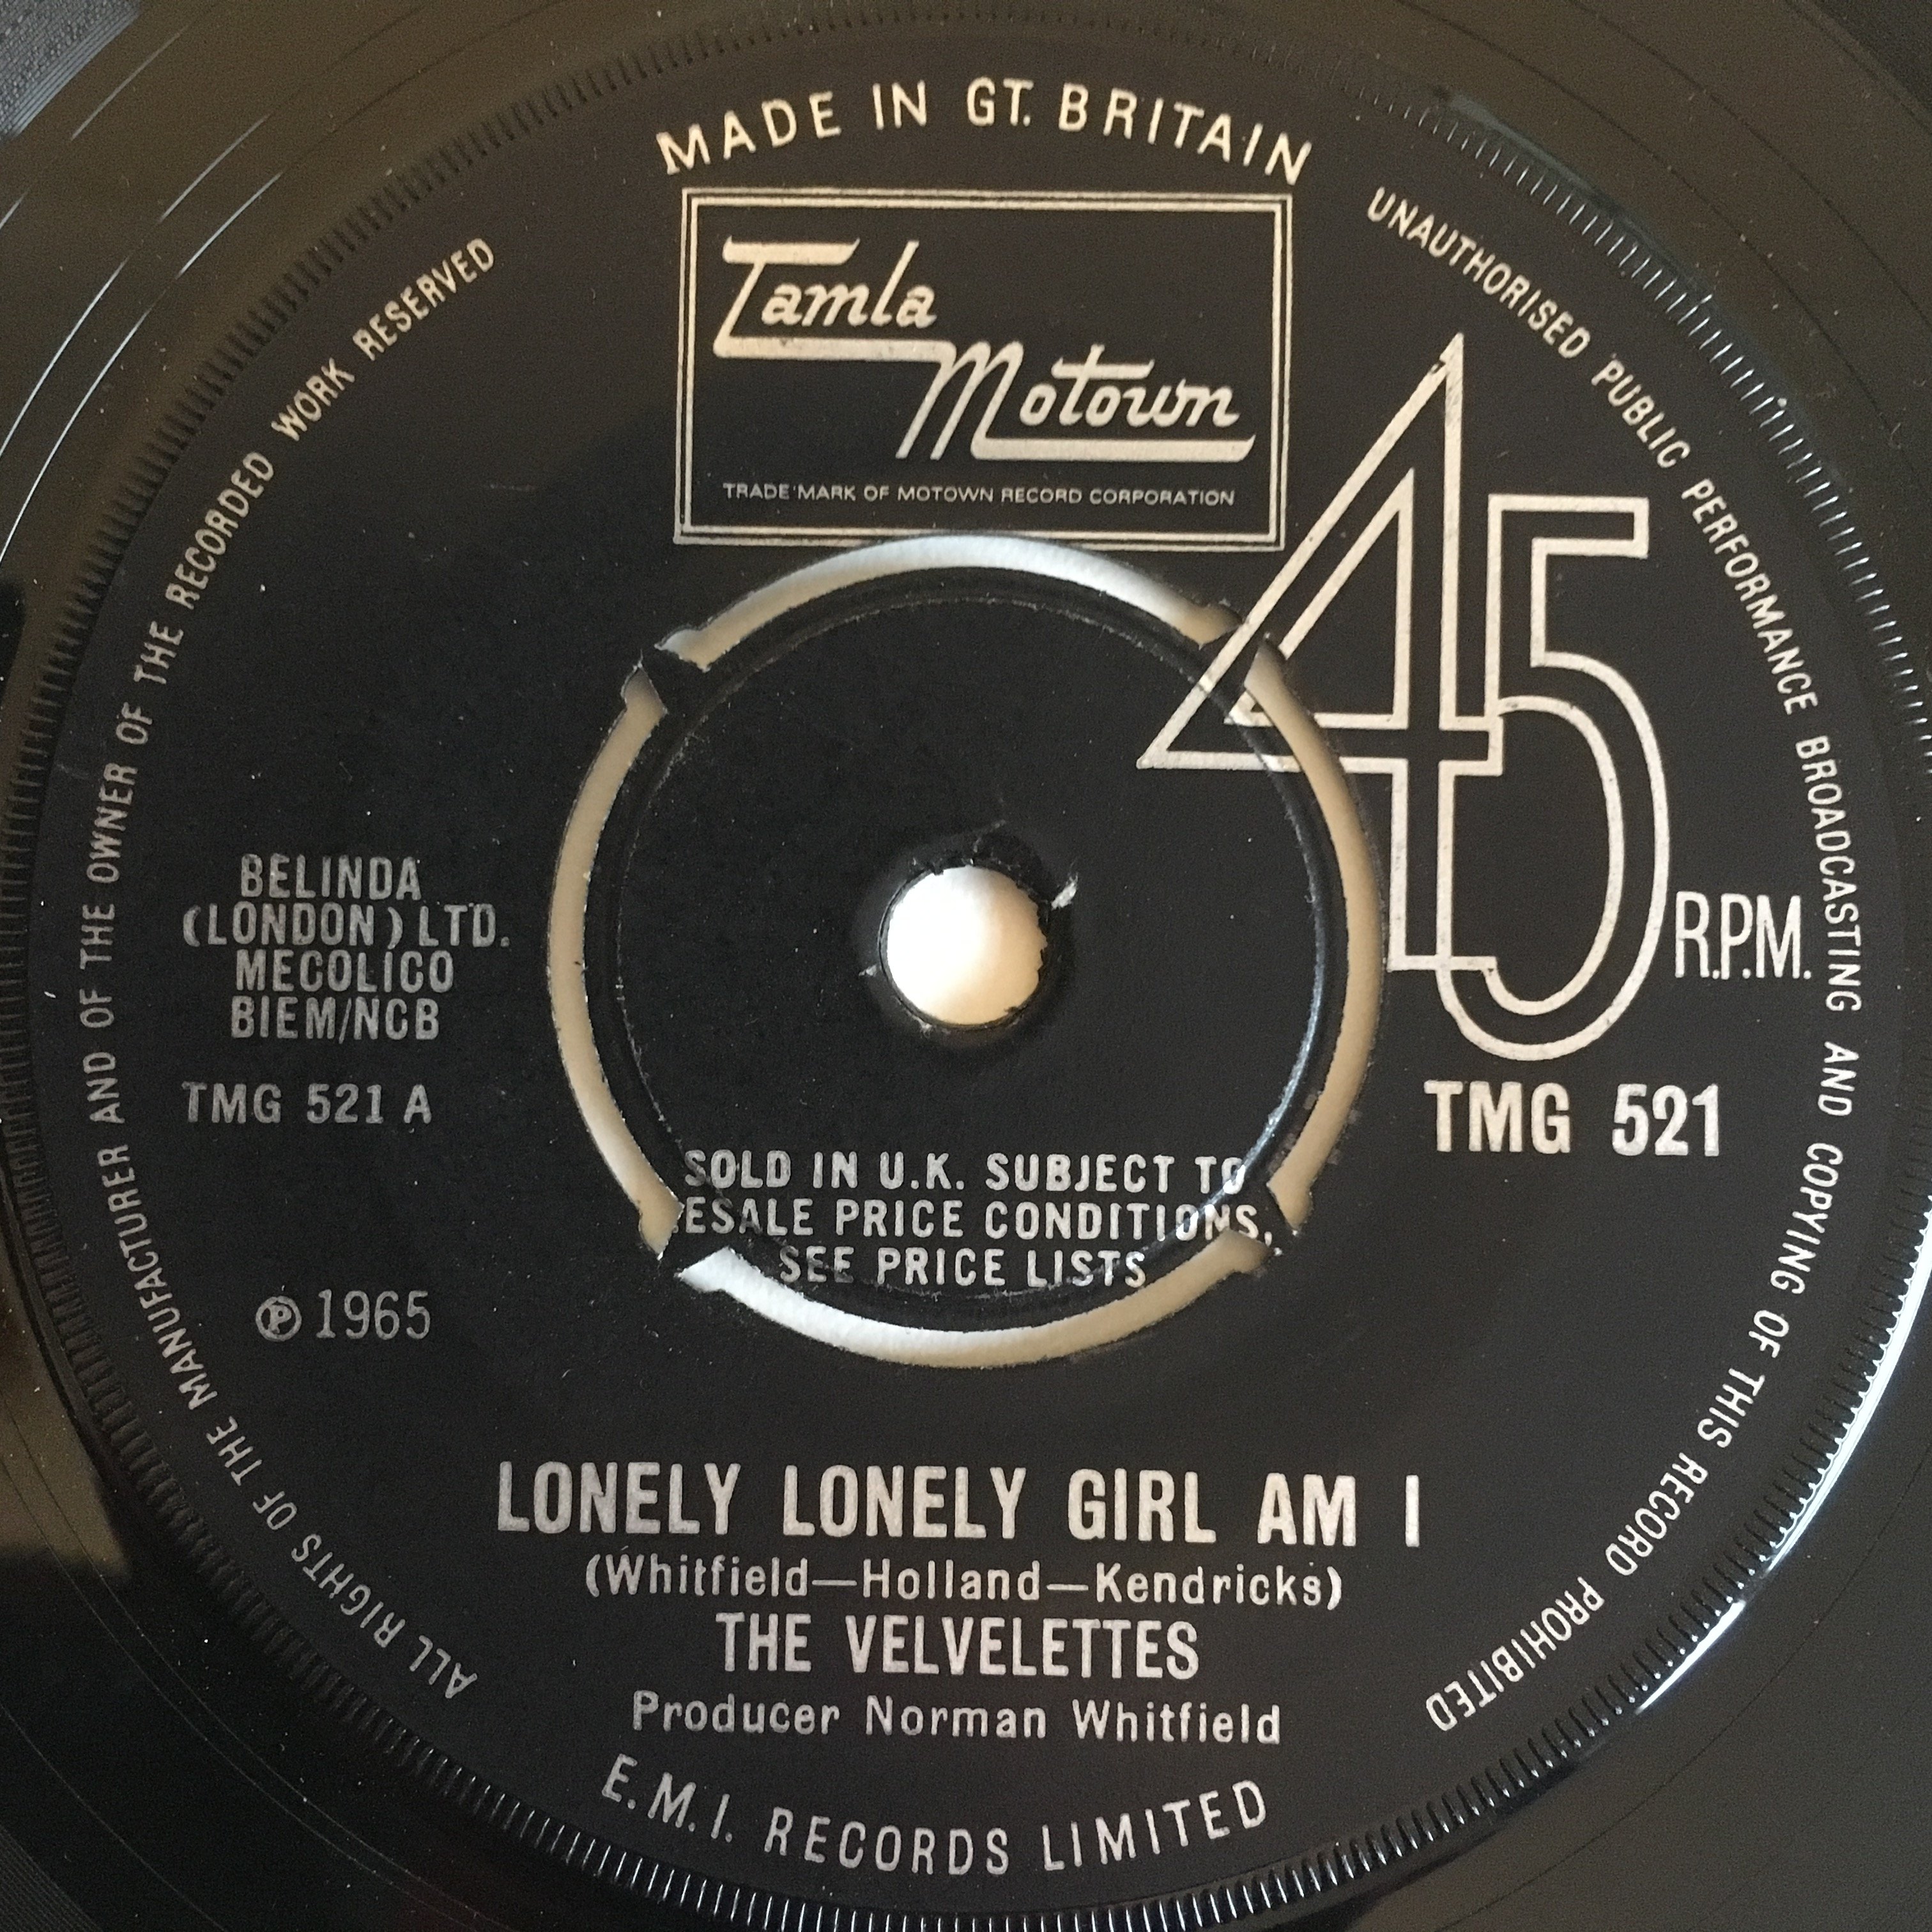 MADE IN GT. BRITAIN
Tamla
Motown
TRADE MARK OF MOTOWN RECORD CORPORATION
UNAUTHORISED PUBLIC PERFORMANCE BROADCASTING AND COPYING OF THIS RECORD PROHIBITED
ALL RIGHTS OF THE MANUFACTURER AND OF THE OWNER OF THE RECORDED WORK RESERVED
45
R.P.M.
BELINDA
(LONDON) LTD.
MECOLICO
BIEM/NCB
TMG 521 A
TMG 521
SOLD IN U.K. SUBJECT TO
ESALE PRICE CONDITIONS,
SEE PRICE LISTS
℗ 1965
LONELY LONELY GIRL AM I
(Whitfield—Holland—Kendricks)
THE VELVELETTES
Producer Norman Whitfield
E.M.I. RECORDS LIMITED